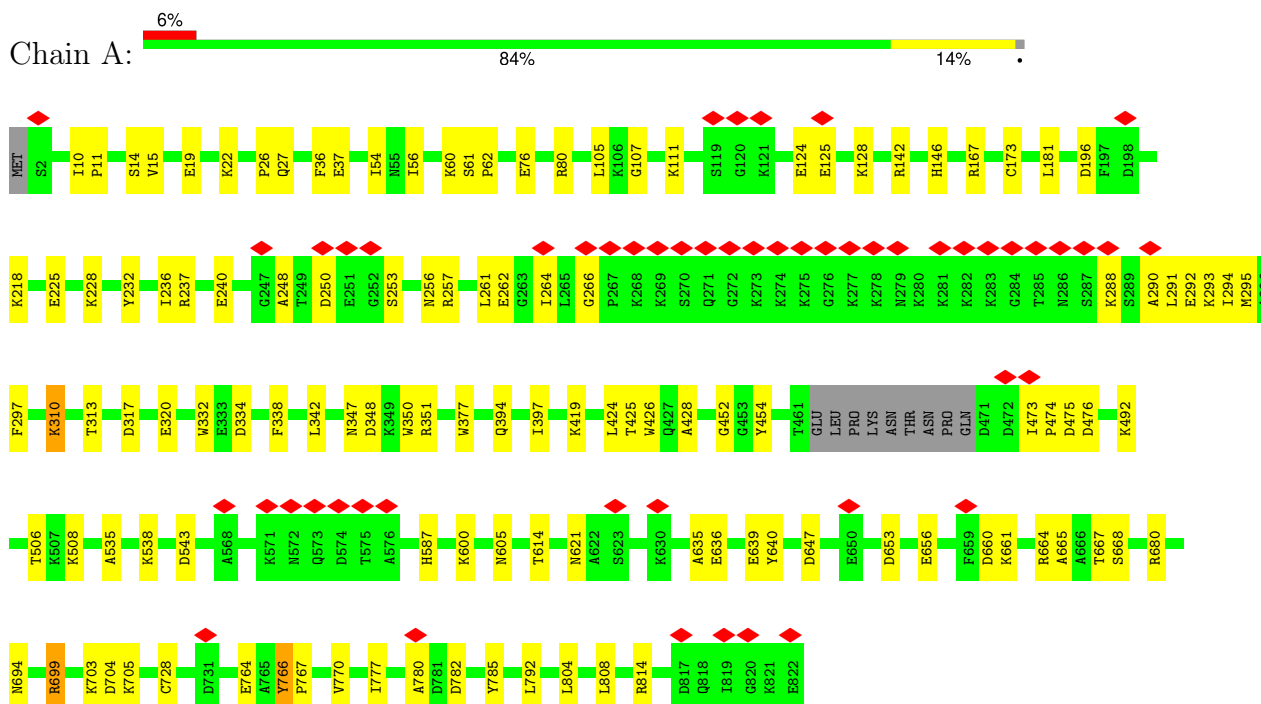 6%
Chain A:
84% 14% •
MET S2 I10 P11 S14 V15 E19 K22 P26 Q27 F36 E37 I54 N55 I56 K60 S61 P62 E76 R80 L105 K106 G107 K111 S119 G120 K121 E124 E125 K128 R142 H146 R167 C173 L181 D196 F197 D198
K218 E225 K228 Y232 I236 R237 E240 G247 A248 T249 D250 E251 G252 S253 N256 R257 L261 E262 G263 I264 L265 G266 P267 K268 K269 S270 Q271 G272 K273 K274 K275 G276 K277 K278 N279 K280 K281 K282 K283 G284 T285 N286 S287 K288 S289 A290 L291 E292 K293 I294 M295
F297 K310 T313 D317 E320 W332 E333 D334 F338 L342 N347 D348 K349 W350 R351 W377 Q394 I397 K419 L424 T425 W426 Q427 A428 G452 G453 Y454 T461 GLU LEU PRO LYS ASN THR ASN PRO GLN D471 D472 I473 P474 D475 D476 K492
T506 K507 K508 A535 K538 D543 A568 K571 N572 Q573 D574 T575 A576 H587 K600 N605 T614 N621 A622 S623 K630 A635 E636 E639 Y640 D647 E650 D653 E656 F659 D660 K661 R664 A665 A666 T667 S668 R680
N694 R699 K703 D704 K705 C728 D731 E764 A765 Y766 P767 V770 I777 A780 D781 D782 Y785 L792 L804 L808 R814 D817 Q818 I819 G820 K821 E822